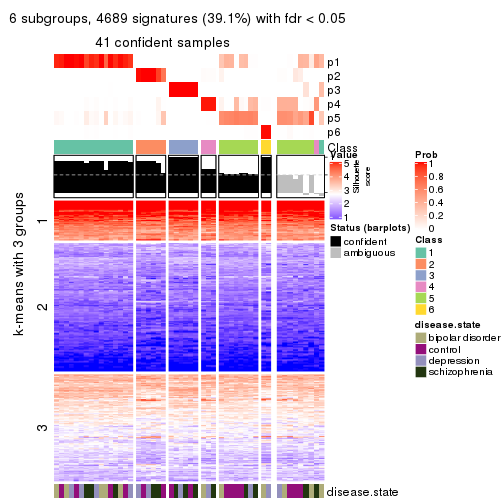 6 subgroups, 4689 signatures (39.1%) with fdr < 0.05
41 confident samples
p1
p2
p3
p4
p5
p6
Class
k-means with 3 groups
1
2
3
Value
5
4
3
2
1
Silhouette
score
Status (barplots)
confident
ambiguous
Prob
1
0.8
0.6
0.4
0.2
0
Class
1
2
3
4
5
6
disease.state
bipolar disorder
control
depression
schizophrenia
disease.state